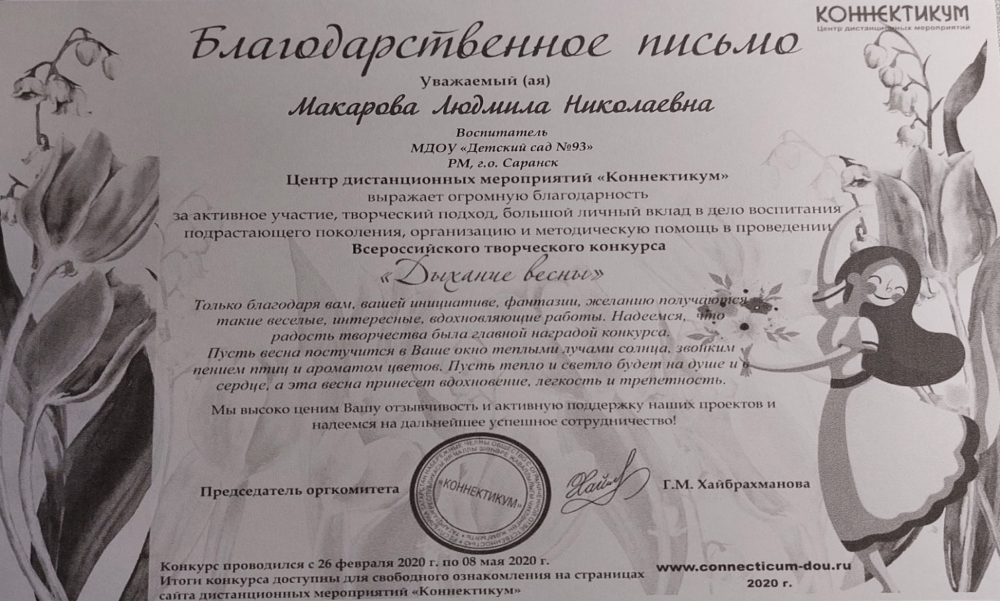 КОННЕКТИКУМ
Центр дистанционных мероприятий
Благодарственное письмо
Уважаемый (ая)
Макарова Людмила Николаевна
Воспитатель
МДОУ «Детский сад №93»
РМ, г.о. Саранск
Центр дистанционных мероприятий «Коннектикум»
выражает огромную благодарность
за активное участие, творческий подход, большой личный вклад в дело воспитания
подрастающего поколения, организацию и методическую помощь в проведении
Всероссийского творческого конкурса
«Дыхание весны»
Только благодаря вам, вашей инициативе, фантазии, желанию получаются
такие веселые, интересные, вдохновляющие работы. Надеемся, что
радость творчества была главной наградой конкурса.
Пусть весна постучится в Ваше окно теплыми лучами солнца, звонким
пением птиц и ароматом цветов. Пусть тепло и светло будет на душе и в
сердце, а эта весна принесет вдохновение, легкость и трепетность.
Мы высоко ценим Вашу отзывчивость и активную поддержку наших проектов и
надеемся на дальнейшее успешное сотрудничество!
Председатель оргкомитета
«КОННЕКТИКУМ»
Г.М. Хайбрахманова
Конкурс проводился с 26 февраля 2020 г. по 08 мая 2020 г.
Итоги конкурса доступны для свободного ознакомления на страницах
сайта дистанционных мероприятий «Коннектикум»
www.connecticum-dou.ru
2020 г.